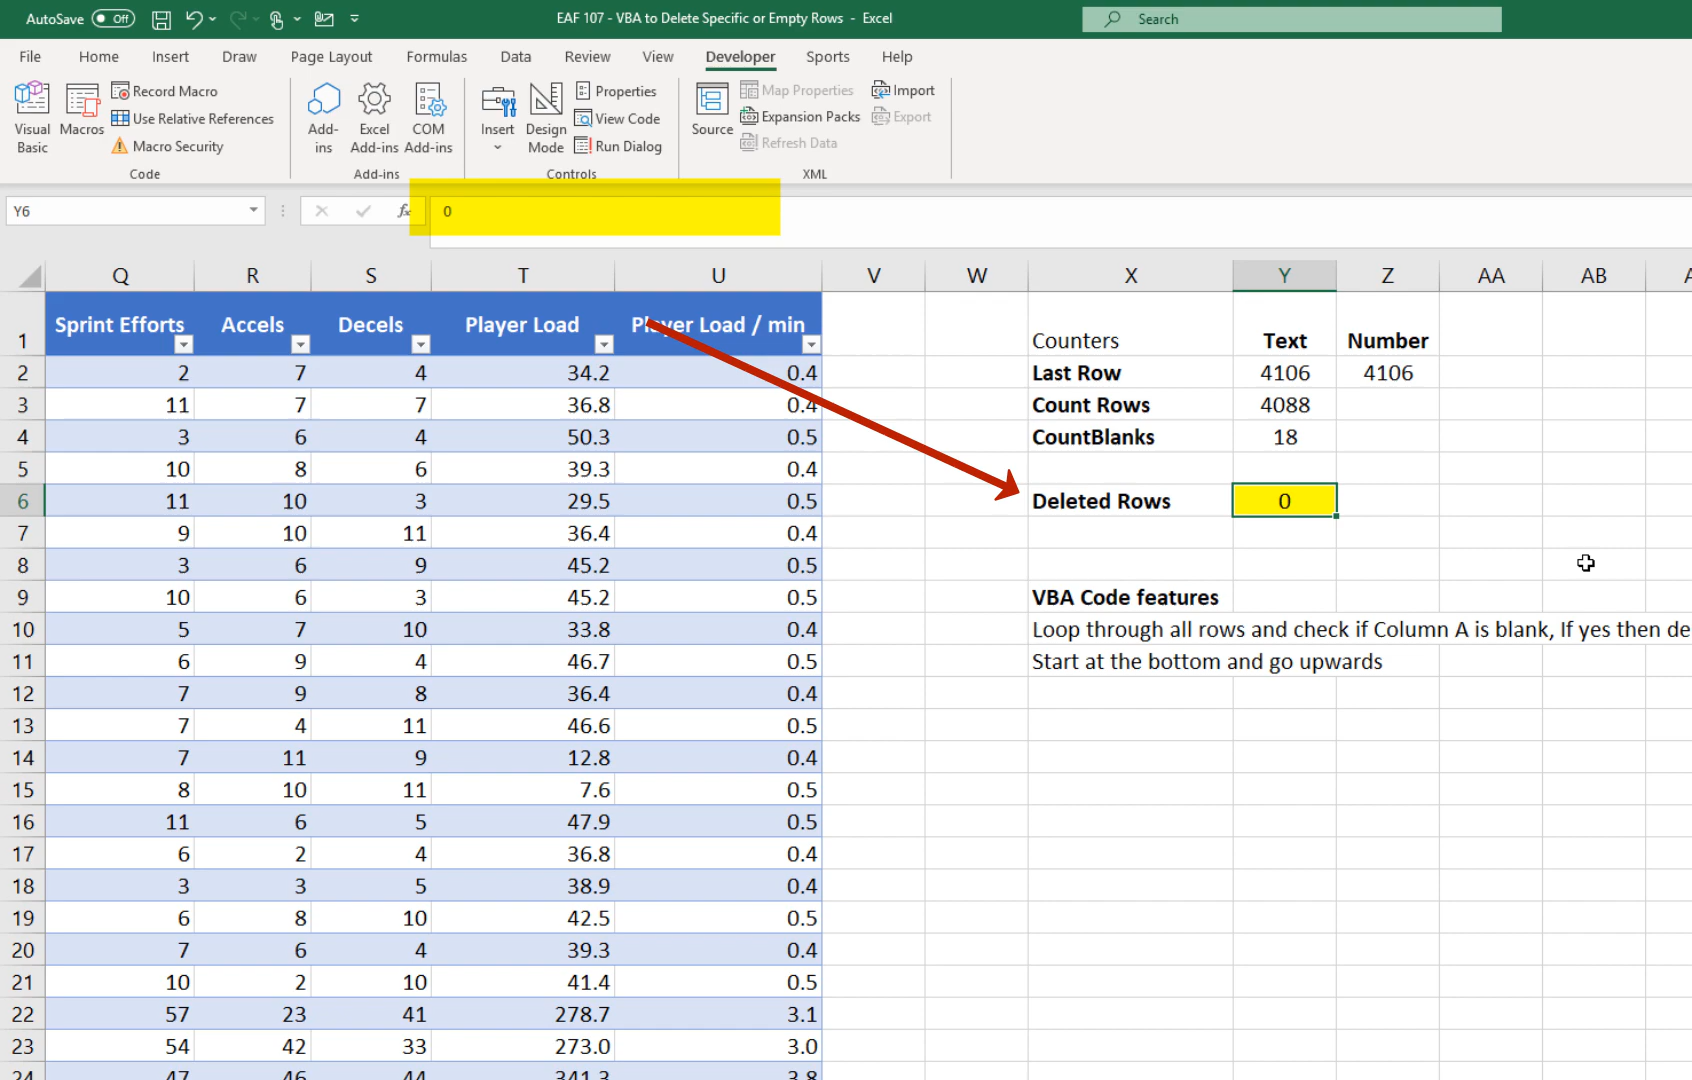 AutoSave Off EAF 107 - VBA to Delete Specific or Empty Rows - Excel Search
File Home Insert Draw Page Layout Formulas Data Review View Developer Sports Help
Visual Basic
Macros
Record Macro
Use Relative References
Macro Security
Code
Add-ins
Excel Add-ins
COM Add-ins
Add-ins
Insert
Design Mode
Properties
View Code
Run Dialog
Controls
Source
Map Properties
Expansion Packs
Refresh Data
Import
Export
XML
Y6 fx 0
Q R S T U V W X Y Z AA AB
1 Sprint Efforts Accels Decels Player Load Player Load / min Counters Text Number
2 2 7 4 34.2 0.4 Last Row 4106 4106
3 11 7 7 36.8 0.4 Count Rows 4088
4 3 6 4 50.3 0.5 CountBlanks 18
5 10 8 6 39.3 0.4
6 11 10 3 29.5 0.5 Deleted Rows 0
7 9 10 11 36.4 0.4
8 3 6 9 45.2 0.5
9 10 6 3 45.2 0.5 VBA Code features
10 5 7 10 33.8 0.4 Loop through all rows and check if Column A is blank, If yes then de
11 6 9 4 46.7 0.5 Start at the bottom and go upwards
12 7 9 8 36.4 0.4
13 7 4 11 46.6 0.5
14 7 11 9 12.8 0.4
15 8 10 11 7.6 0.5
16 11 6 5 47.9 0.5
17 6 2 4 36.8 0.4
18 3 3 5 38.9 0.4
19 6 8 10 42.5 0.5
20 7 6 4 39.3 0.4
21 10 2 10 41.4 0.5
22 57 23 41 278.7 3.1
23 54 42 33 273.0 3.0
24 47 46 44 341.3 3.8